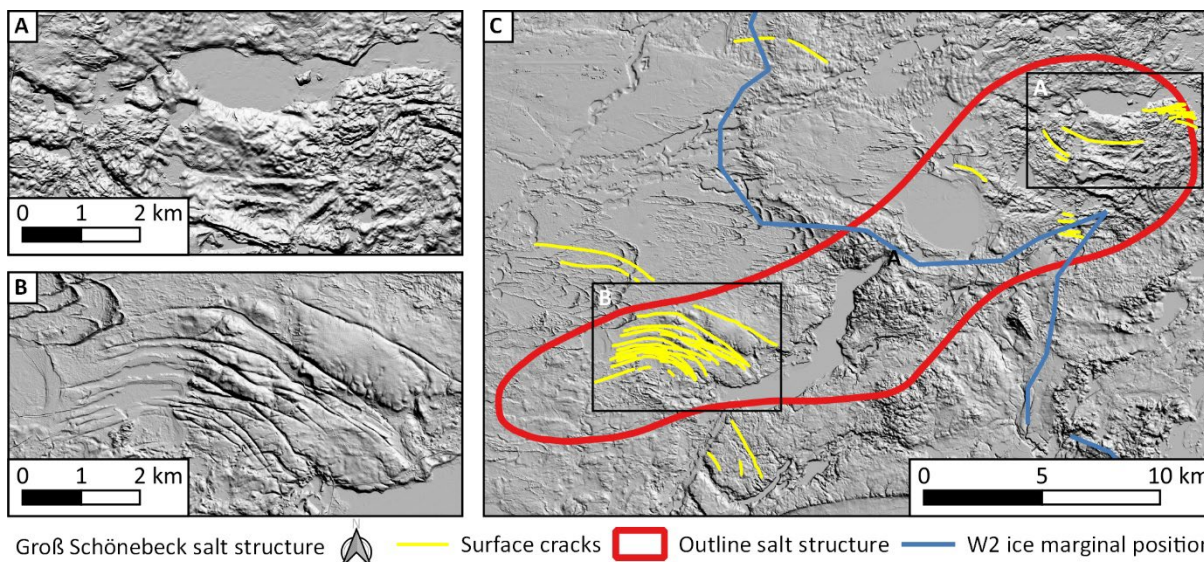 A
0 1 2 km
B
0 1 2 km
C
A
A
B
0 5 10 km
Groß Schönebeck salt structure N Surface cracks Outline salt structure W2 ice marginal position